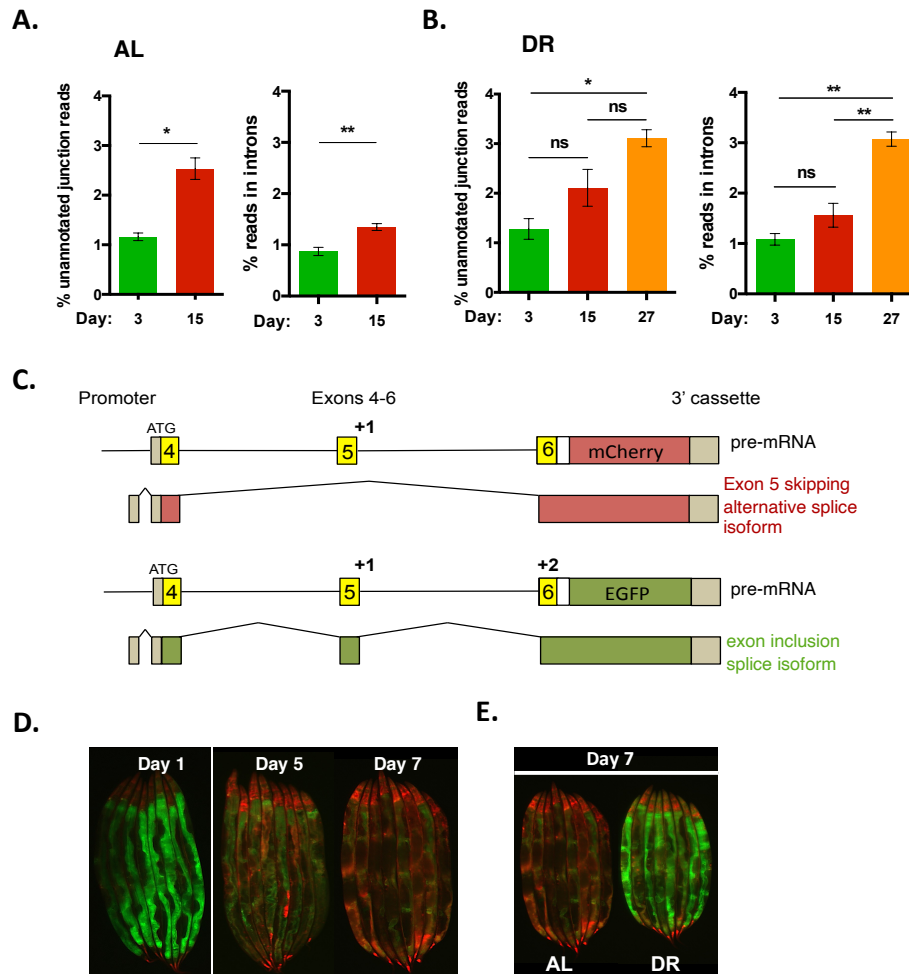 A.
AL
% unannotated junction reads
4
3
2
1
0
*
Day: 3 15
% reads in introns
4
3
2
1
0
**
Day: 3 15
B.
DR
% unannotated junction reads
4
3
2
1
0
*
ns
ns
Day: 3 15 27
% reads in introns
4
3
2
1
0
**
**
ns
Day: 3 15 27
C.
Promoter Exons 4-6 3' cassette
ATG +1
4 5 6 mCherry pre-mRNA
Exon 5 skipping
alternative splice
isoform
ATG +1 +2
4 5 6 EGFP pre-mRNA
exon inclusion
splice isoform
D.
Day 1 Day 5 Day 7
E.
Day 7
AL DR